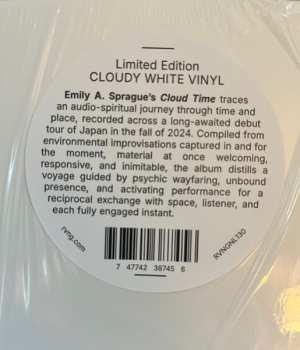 Limited Edition
CLOUDY WHITE VINYL
Emily A. Sprague's Cloud Time traces
an audio-spiritual journey through time and
place, recorded across a long-awaited debut
tour of Japan in the fall of 2024. Compiled from
environmental improvisations captured in and for
the moment, material at once welcoming,
responsive, and inimitable, the album distills a
voyage guided by psychic wayfaring, unbound
presence, and activating performance for a
reciprocal exchange with space, listener, and
each fully engaged instant.
rvng.com
RVNGNL130
7 47742 38745 6